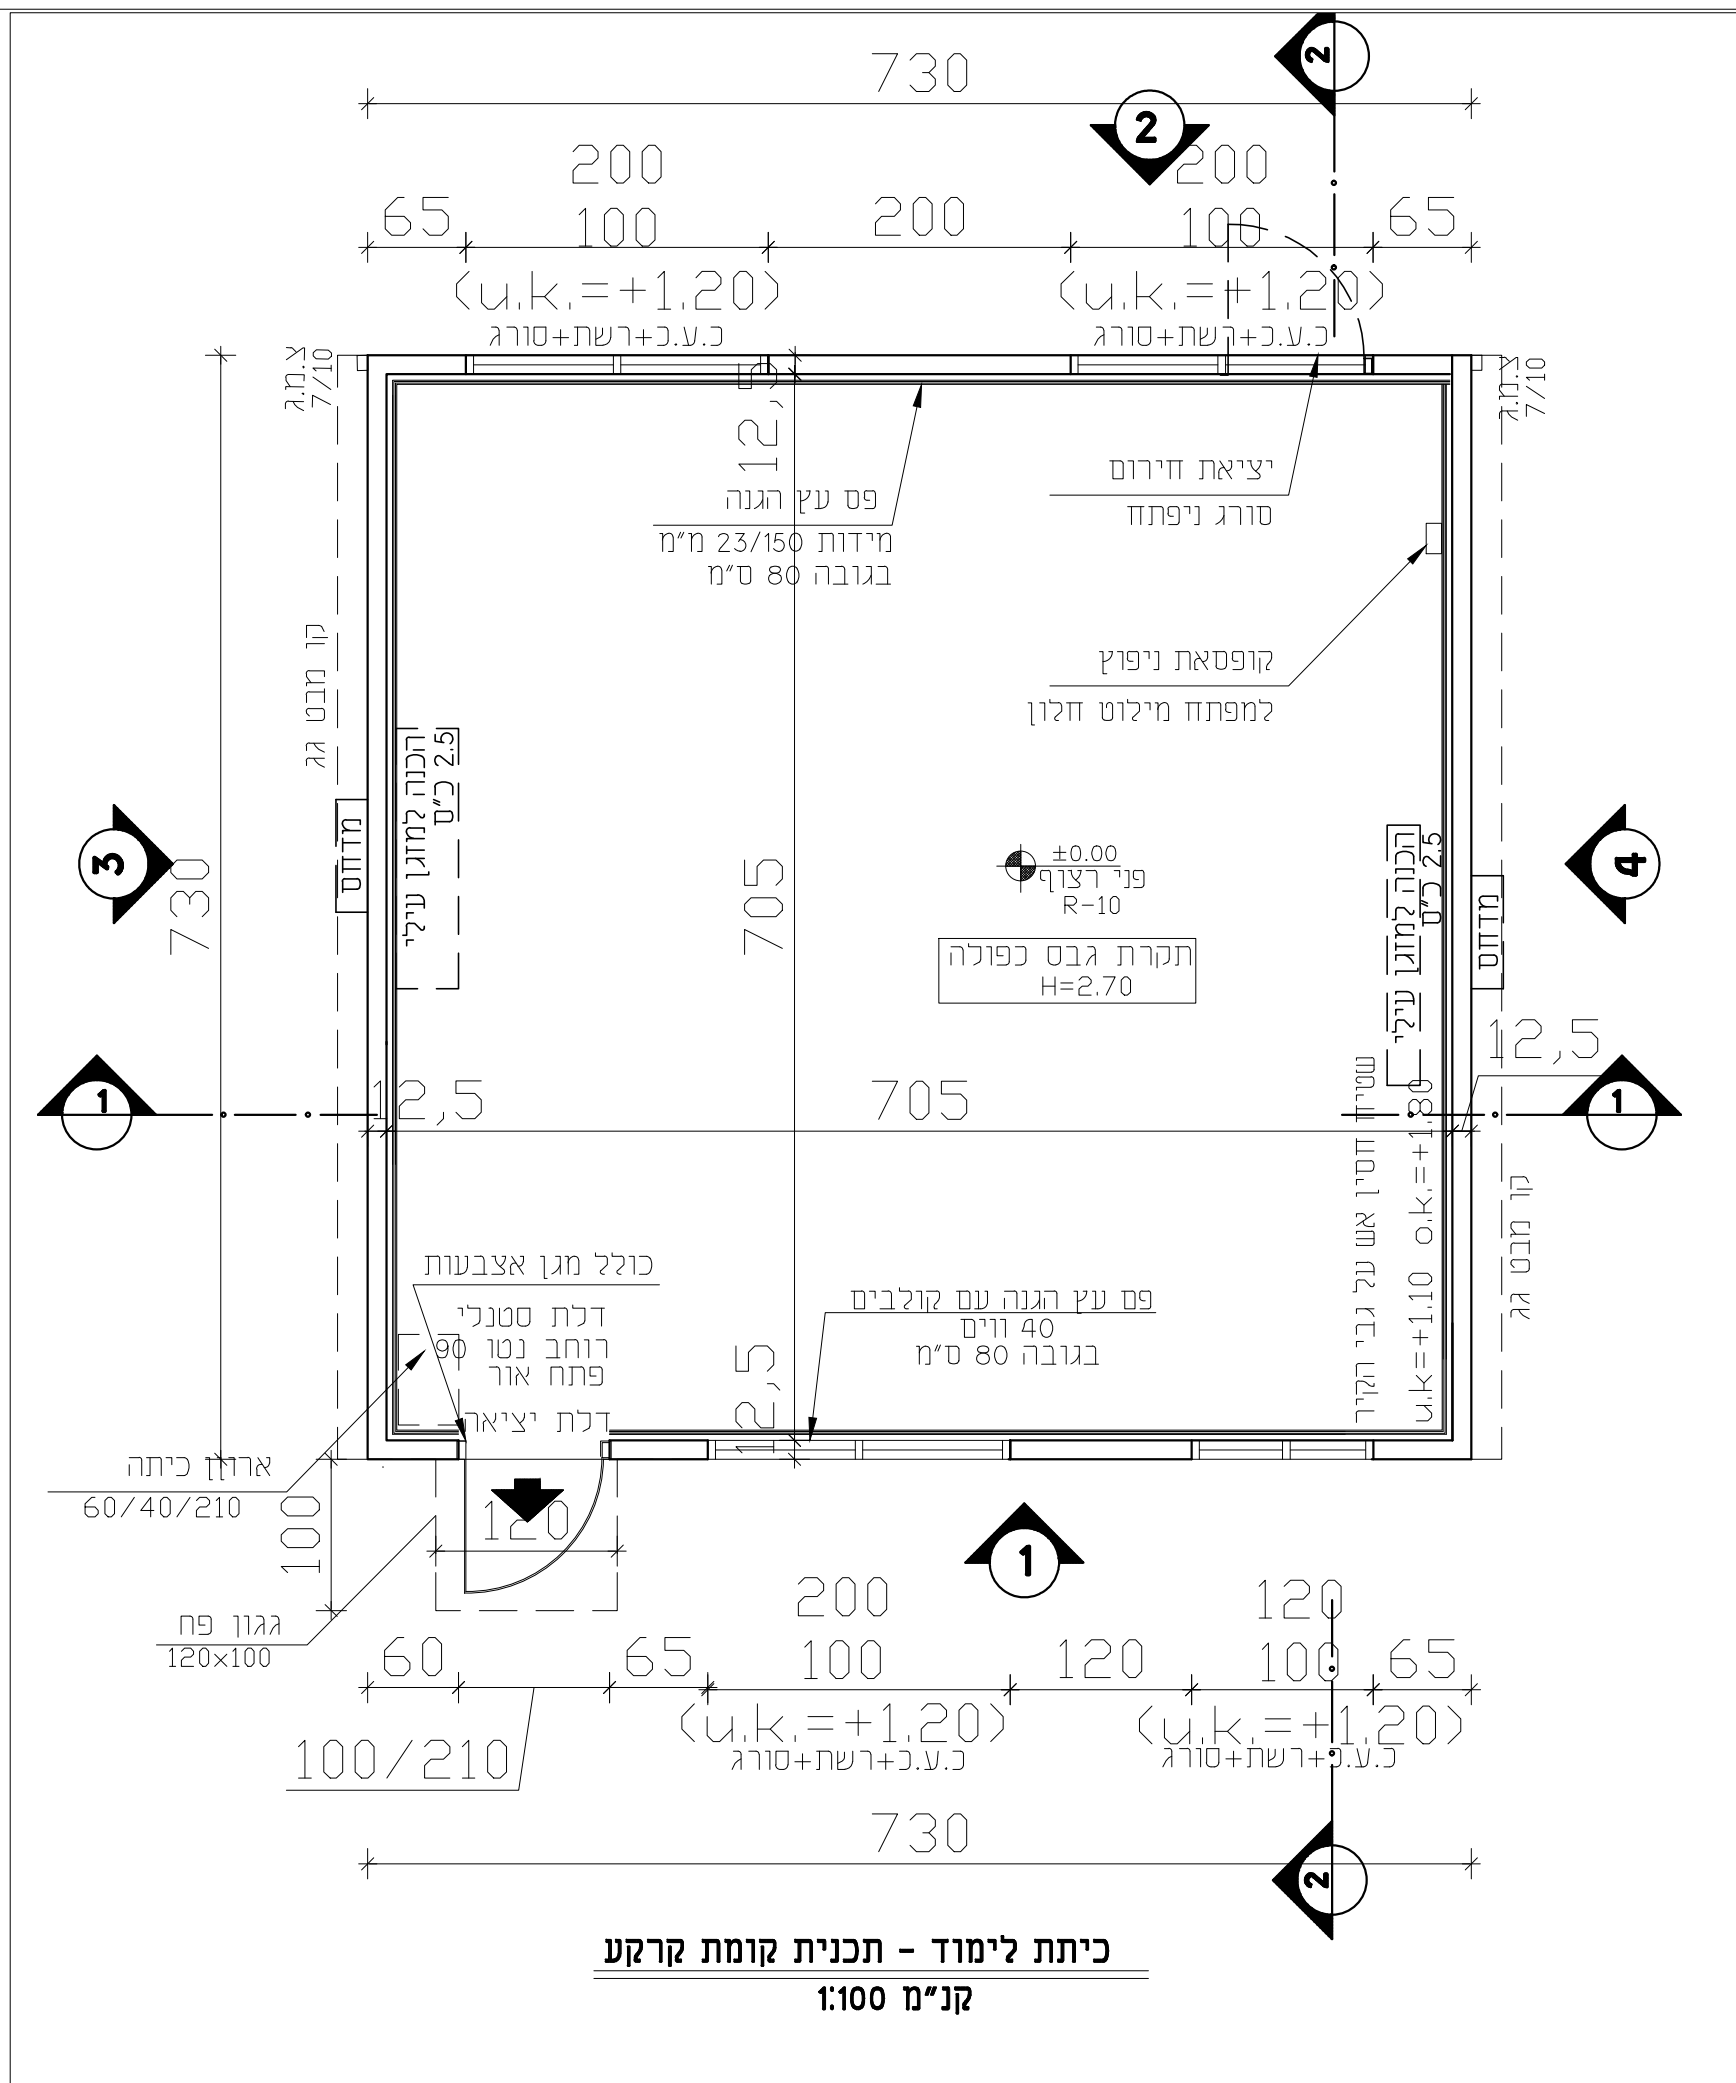 730
2
2
200
200
65
100
200
100
65
(u.k.=+1.20)
(u.k.=+1.20)
כ.ע.כ+רשת+סורג
כ.ע.כ+רשת+סורג
צ.מ.ג
7/10
צ.מ.ג
7/10
12,5
יציאת חירום
סורג ניפתח
פס עץ הגנה
מידות 23/150 מ"מ
בגובה 80 ס"מ
קו מבט גג
קופסאת ניפוץ
למפתח מילוט חלון
הכנה למזגן עילי
2.5 כ"ס
מדחס
3
730
705
±0.00
פני רצוף
R-10
תקרת גבס כפולה
H=2.70
הכנה למזגן עילי
2.5 כ"ס
מדחס
4
12,5
1
12,5
705
1
שטיח חסין אש על גבי הקיר
u.k=+1.10 o.k.=+1.80
קו מבט גג
כולל מגן אצבעות
דלת סטנלי
רוחב נטו 90
פתח אור
דלת יציאה
פס עץ הגנה עם קולבים
40 ווים
בגובה 80 ס"מ
12,5
ארון כיתה
60/40/210
100
120
1
גגון פח
120x100
200
120
60
65
100
120
100
65
(u.k.=+1.20)
(u.k.=+1.20)
כ.ע.כ+רשת+סורג
כ.ע.כ+רשת+סורג
100/210
730
2
כיתת לימוד - תכנית קומת קרקע
קנ"מ 1:100